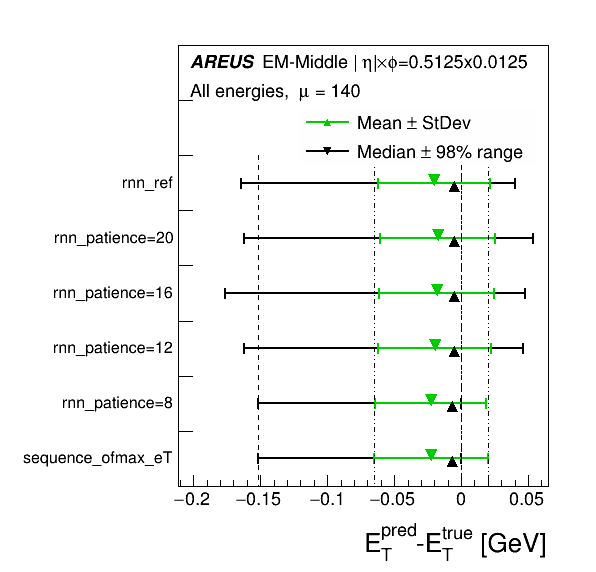 AREUS EM-Middle | η|×ϕ=0.5125x0.0125
All energies, μ = 140
Mean ± StDev
Median ± 98% range
rnn_ref
rnn_patience=20
rnn_patience=16
rnn_patience=12
rnn_patience=8
sequence_ofmax_eT
−0.2 −0.15 −0.1 −0.05 0 0.05
E_T^pred-E_T^true [GeV]